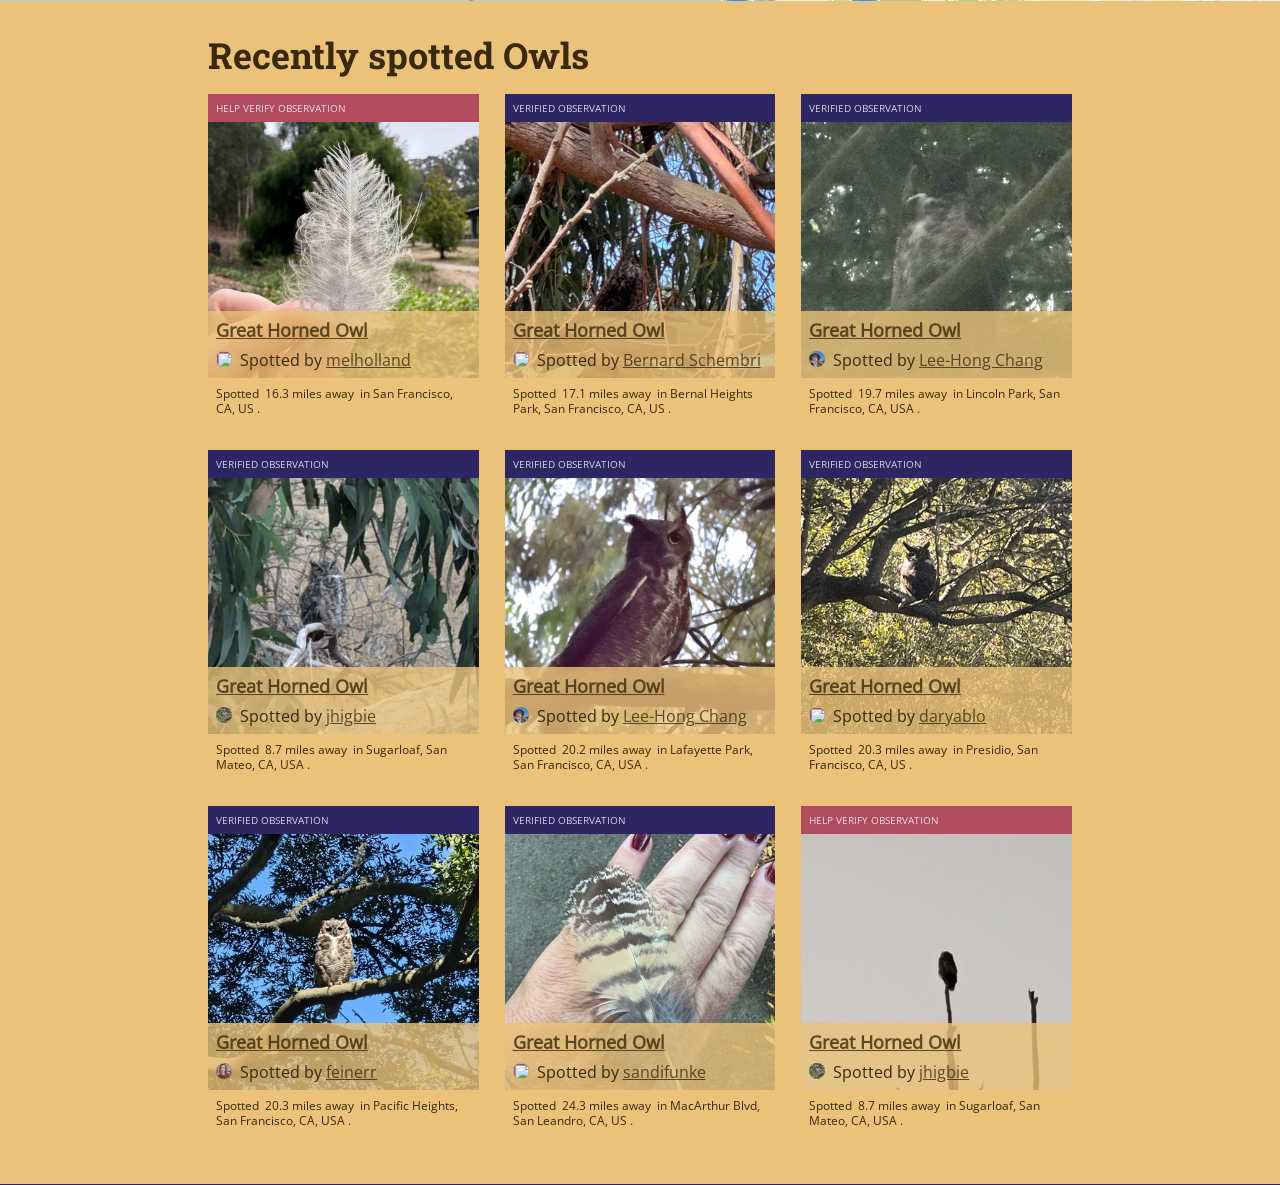 Recently spotted Owls
HELP VERIFY OBSERVATION
Great Horned Owl
Spotted by melholland
Spotted 16.3 miles away in San Francisco,
CA, US .
VERIFIED OBSERVATION
Great Horned Owl
Spotted by Bernard Schembri
Spotted 17.1 miles away in Bernal Heights
Park, San Francisco, CA, US .
VERIFIED OBSERVATION
Great Horned Owl
Spotted by Lee-Hong Chang
Spotted 19.7 miles away in Lincoln Park, San
Francisco, CA, USA .
VERIFIED OBSERVATION
Great Horned Owl
Spotted by jhigbie
Spotted 8.7 miles away in Sugarloaf, San
Mateo, CA, USA .
VERIFIED OBSERVATION
Great Horned Owl
Spotted by Lee-Hong Chang
Spotted 20.2 miles away in Lafayette Park,
San Francisco, CA, USA .
VERIFIED OBSERVATION
Great Horned Owl
Spotted by daryablo
Spotted 20.3 miles away in Presidio, San
Francisco, CA, US .
VERIFIED OBSERVATION
Great Horned Owl
Spotted by feinerr
Spotted 20.3 miles away in Pacific Heights,
San Francisco, CA, USA .
VERIFIED OBSERVATION
Great Horned Owl
Spotted by sandifunke
Spotted 24.3 miles away in MacArthur Blvd,
San Leandro, CA, US .
HELP VERIFY OBSERVATION
Great Horned Owl
Spotted by jhigbie
Spotted 8.7 miles away in Sugarloaf, San
Mateo, CA, USA .